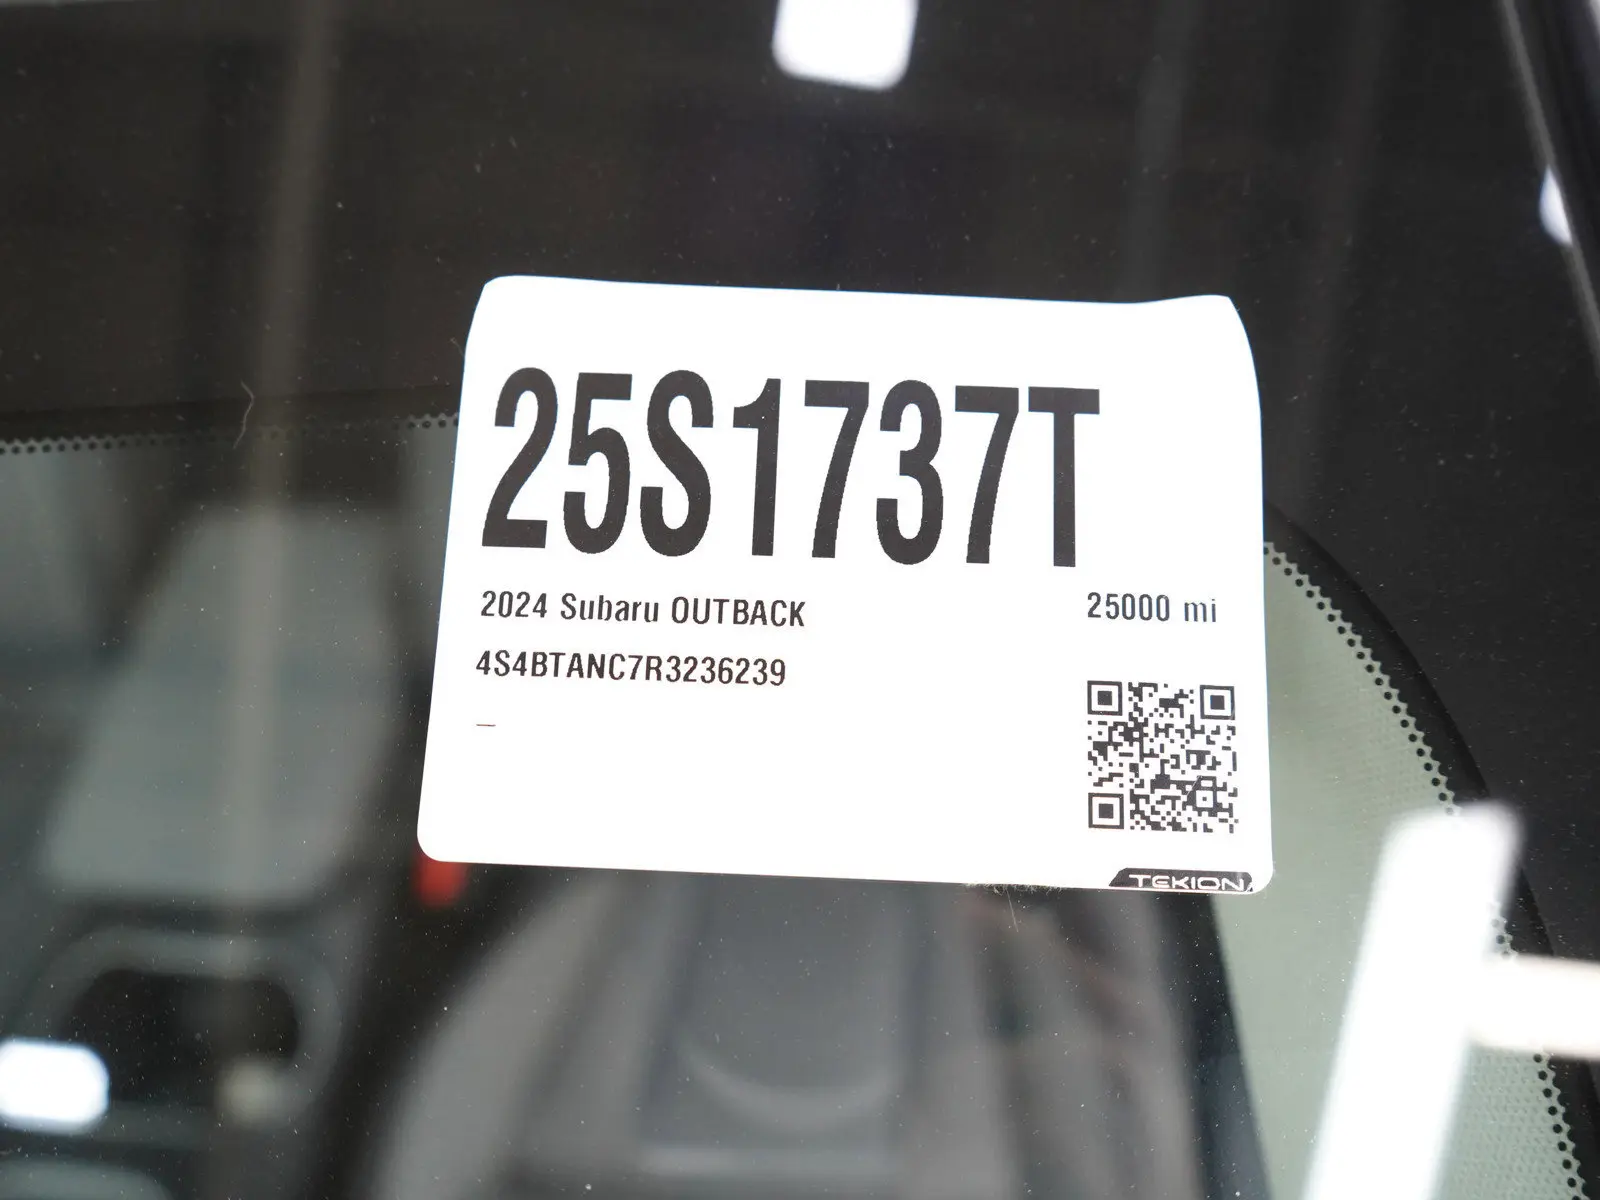 25S1737T
2024 Subaru OUTBACK
25000 mi
4S4BTANC7R3236239
–
TEKION